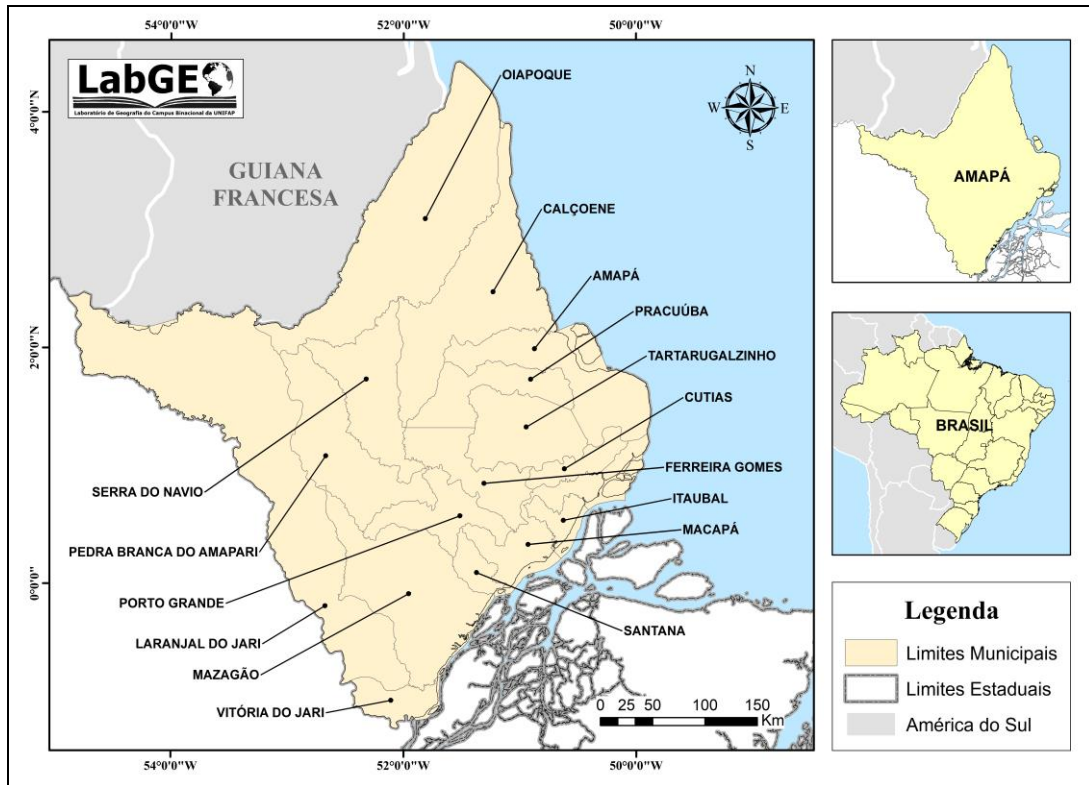 54°0'0"W
52°0'0"W
50°0'0"W
LabGE
Laboratório de Geografia do Campus Binacional da UNIFAP
4°0'0"N
2°0'0"N
0°0'0"
N
W
E
S
GUIANA
FRANCESA
OIAPOQUE
CALÇOENE
AMAPÁ
PRACUÚBA
TARTARUGALZINHO
CUTIAS
FERREIRA GOMES
ITAUBAL
MACAPÁ
SANTANA
SERRA DO NAVIO
PEDRA BRANCA DO AMAPARI
PORTO GRANDE
LARANJAL DO JARI
MAZAGÃO
VITÓRIA DO JARI
0 25 50 100 150
Km
54°0'0"W
52°0'0"W
50°0'0"W
AMAPÁ
BRASIL
Legenda
Limites Municipais
Limites Estaduais
América do Sul